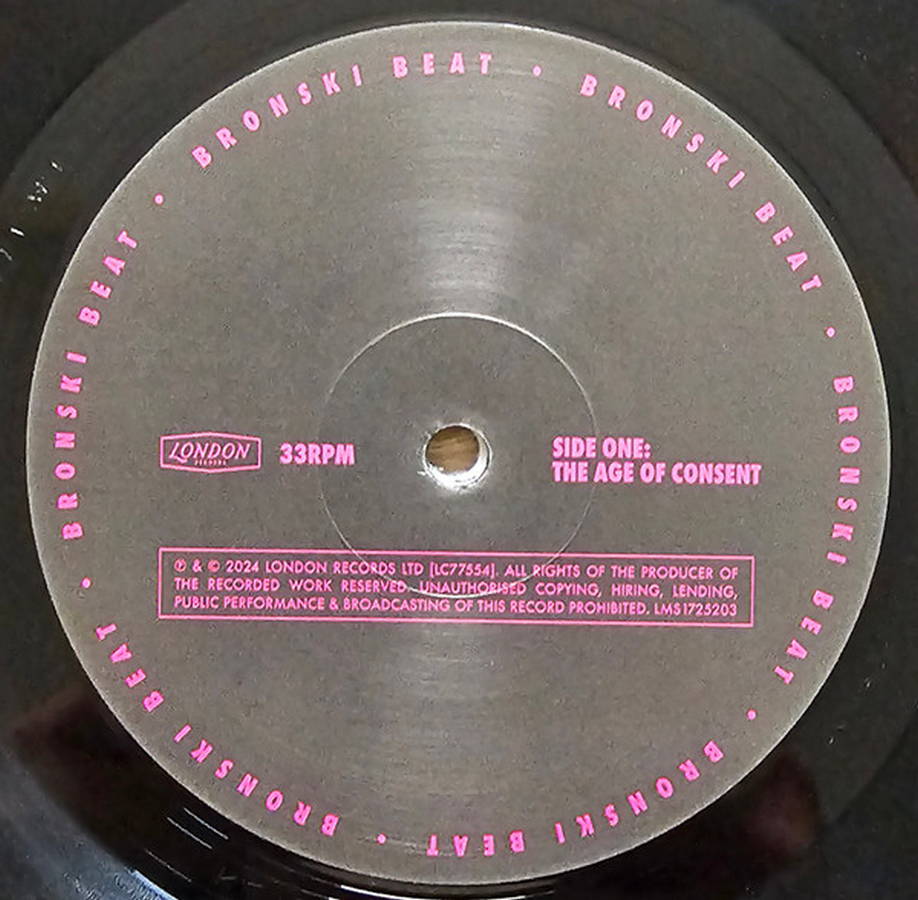 BRONSKI BEAT • BRONSKI BEAT • BRONSKI BEAT • BRONSKI BEAT • BRONSKI BEAT • BRONSKI BEAT •
LONDON
RECORDS
33RPM
SIDE ONE:
THE AGE OF CONSENT
℗ & © 2024 LONDON RECORDS LTD [LC77554]. ALL RIGHTS OF THE PRODUCER OF
THE RECORDED WORK RESERVED. UNAUTHORISED COPYING, HIRING, LENDING,
PUBLIC PERFORMANCE & BROADCASTING OF THIS RECORD PROHIBITED. LMS1725203